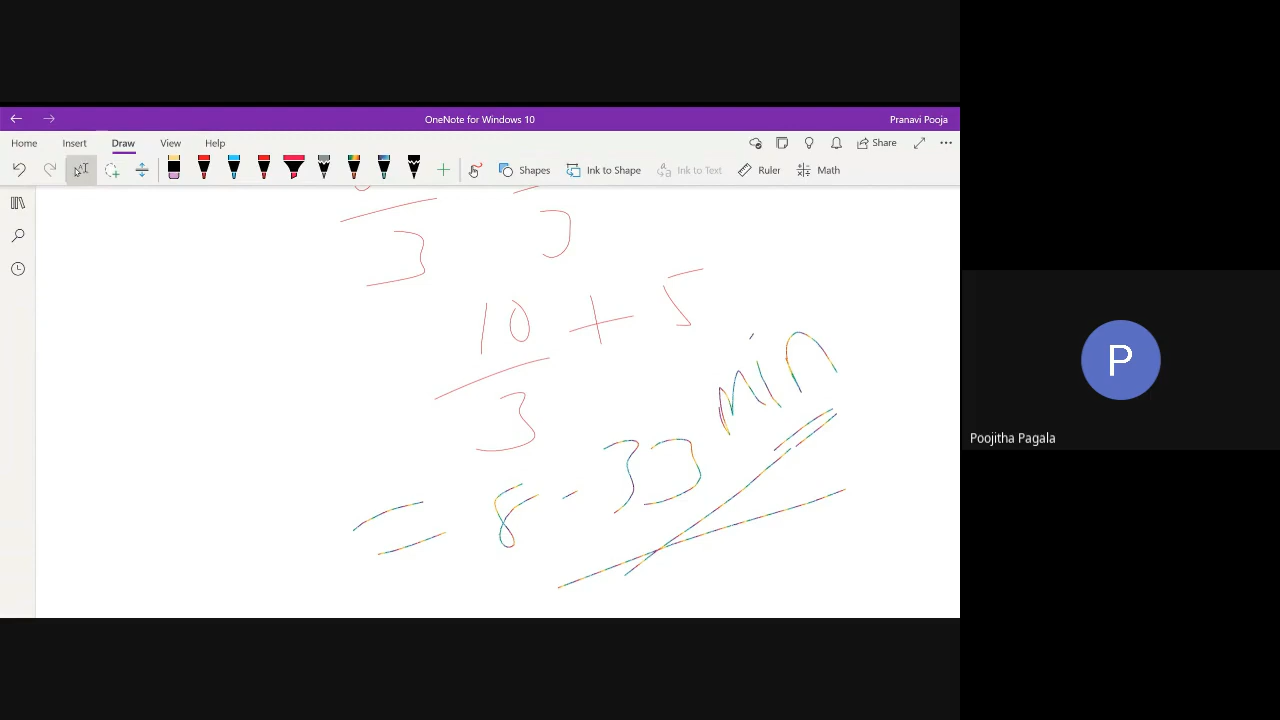 OneNote for Windows 10
Pranavi Pooja
Home Insert Draw View Help
Share
Shapes Ink to Shape Ink to Text Ruler Math
3 3
10 + 5
3
= 8.33 min
P
Poojitha Pagala